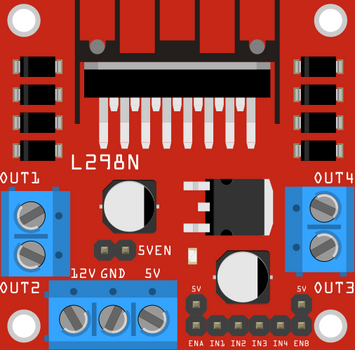 L298N
OUT1
OUT4
5VEN
12V GND 5V
OUT2
OUT3
5V
5V
ENA IN1 IN2 IN3 IN4 ENB